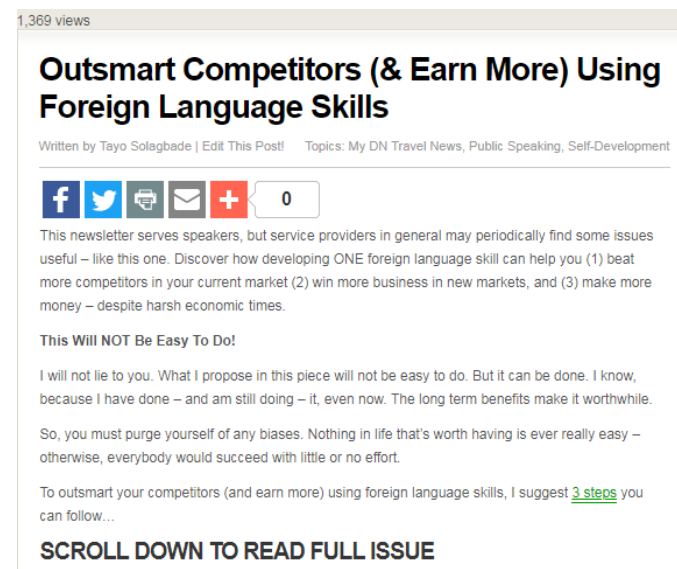 1,369 views
Outsmart Competitors (& Earn More) Using
Foreign Language Skills
Written by Tayo Solagbade | Edit This Post! Topics: My DN Travel News, Public Speaking, Self-Development
0
This newsletter serves speakers, but service providers in general may periodically find some issues
useful – like this one. Discover how developing ONE foreign language skill can help you (1) beat
more competitors in your current market (2) win more business in new markets, and (3) make more
money – despite harsh economic times.
This Will NOT Be Easy To Do!
I will not lie to you. What I propose in this piece will not be easy to do. But it can be done. I know,
because I have done – and am still doing – it, even now. The long term benefits make it worthwhile.
So, you must purge yourself of any biases. Nothing in life that's worth having is ever really easy –
otherwise, everybody would succeed with little or no effort.
To outsmart your competitors (and earn more) using foreign language skills, I suggest 3 steps you
can follow…
SCROLL DOWN TO READ FULL ISSUE